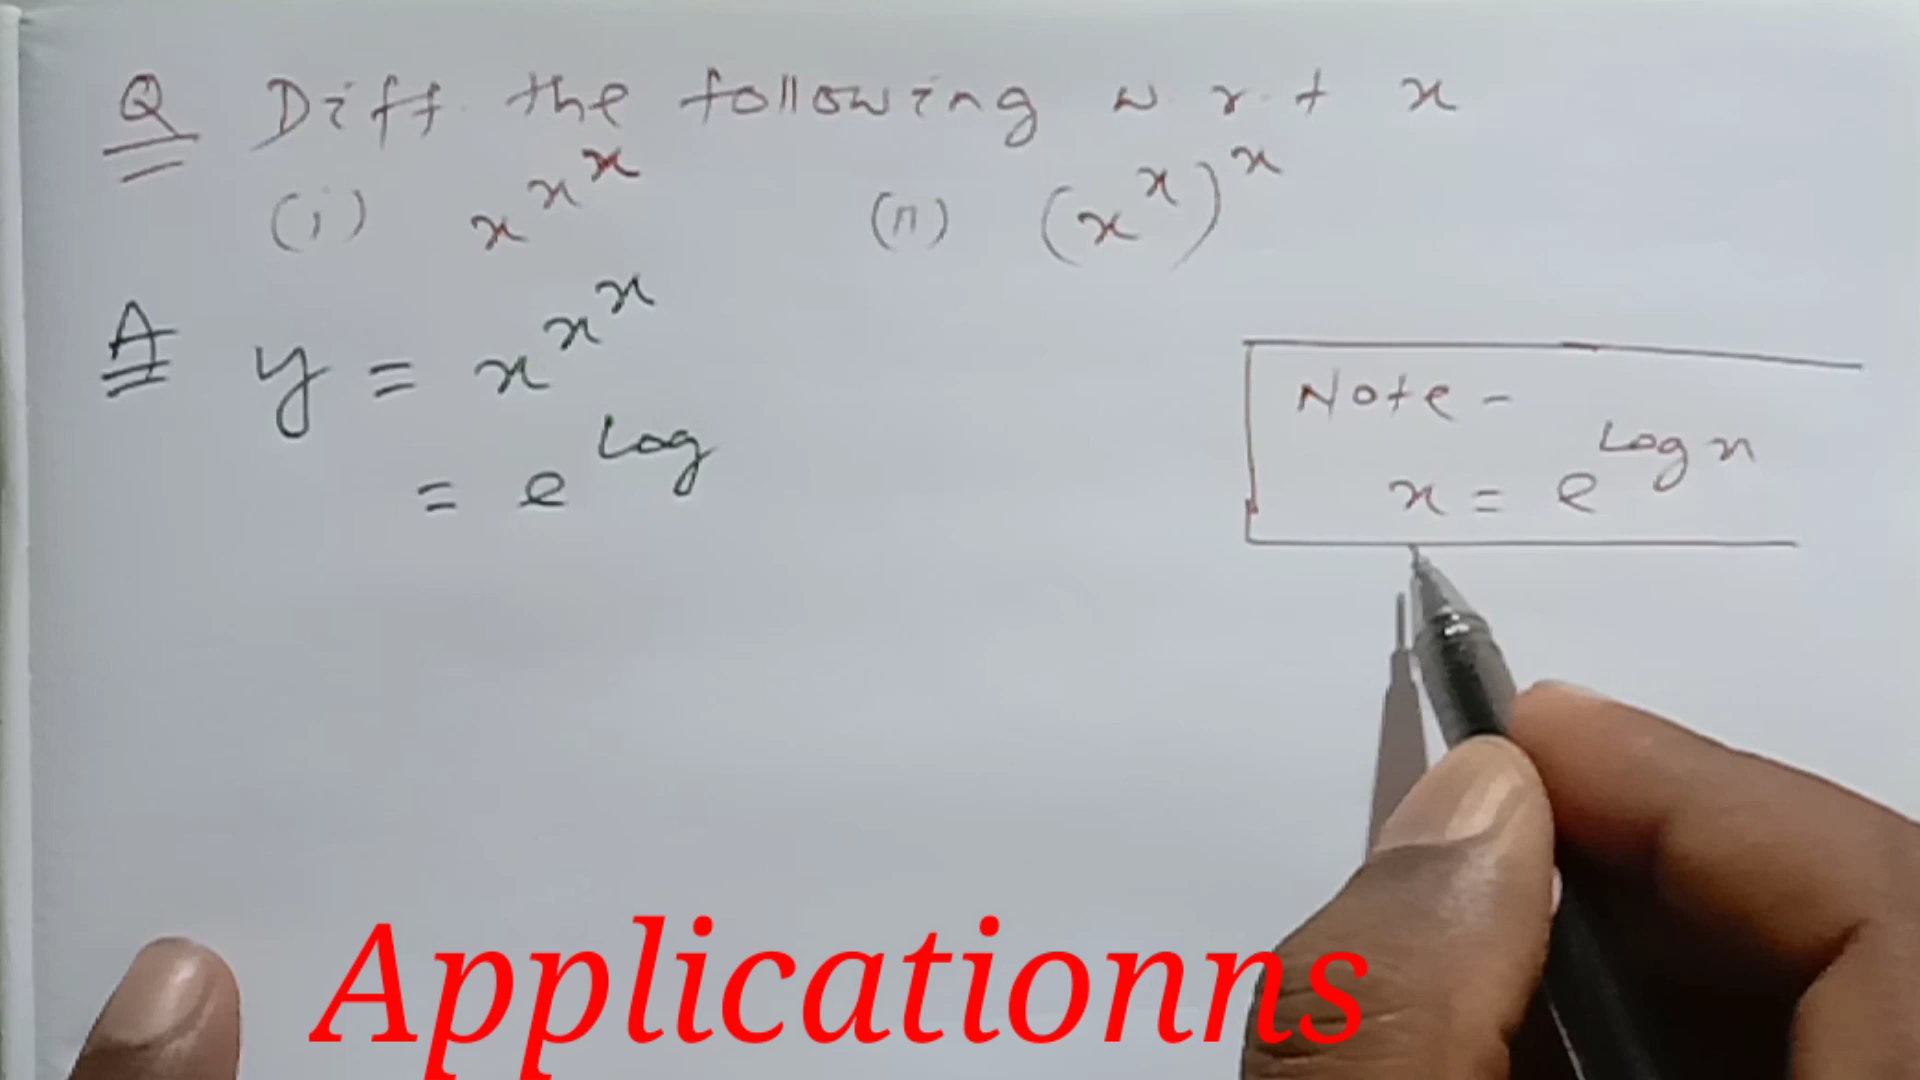 Q Diff. the following w.r.t x
(i) x^x^x (ii) (x^x)^x
A y = x^x^x
= e^Log
Note -
x = e^Log x
Applicationns